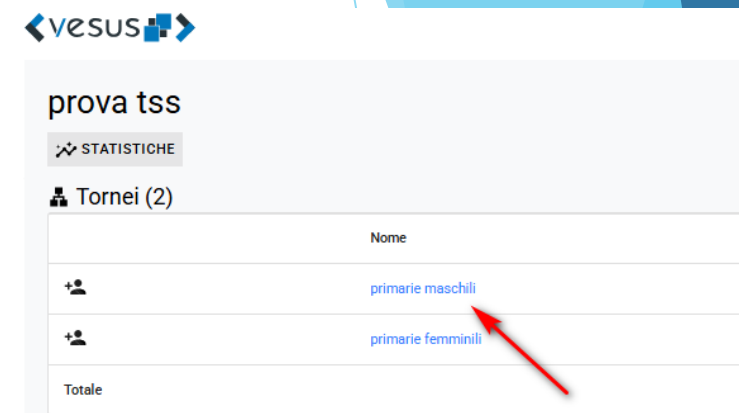 vesus
prova tss
STATISTICHE
Tornei (2)
Nome
primarie maschili
primarie femminili
Totale